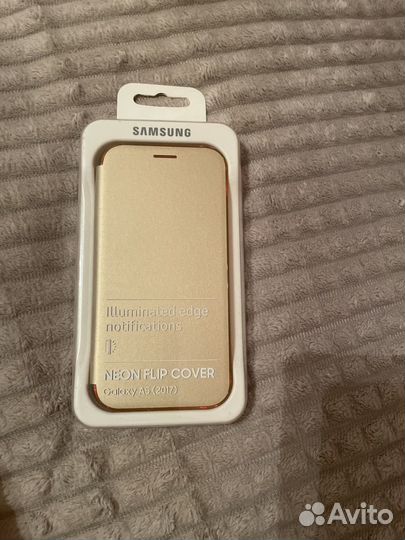 SAMSUNG
Illuminated edge
notifications
NEON FLIP COVER
Galaxy A5 (2017)
Avito